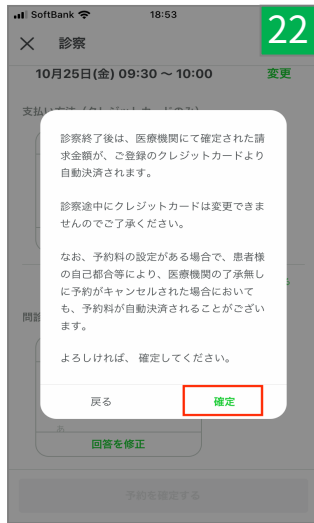 SoftBank 18:53
22
× 診察
10月25日(金) 09:30 ～ 10:00 変更
支払い方法（クレジットカードのみ）
診察終了後は、医療機関にて確定された請
求金額が、ご登録のクレジットカードより
自動決済されます。
診察途中にクレジットカードは変更できま
せんのでご了承ください。
なお、予約料の設定がある場合で、患者様
の自己都合等により、医療機関の了承無し
に予約がキャンセルされた場合において
も、予約料が自動決済されることがござい
ます。
よろしければ、 確定してください。
問診
戻る 確定
名
回答を修正
予約を確定する